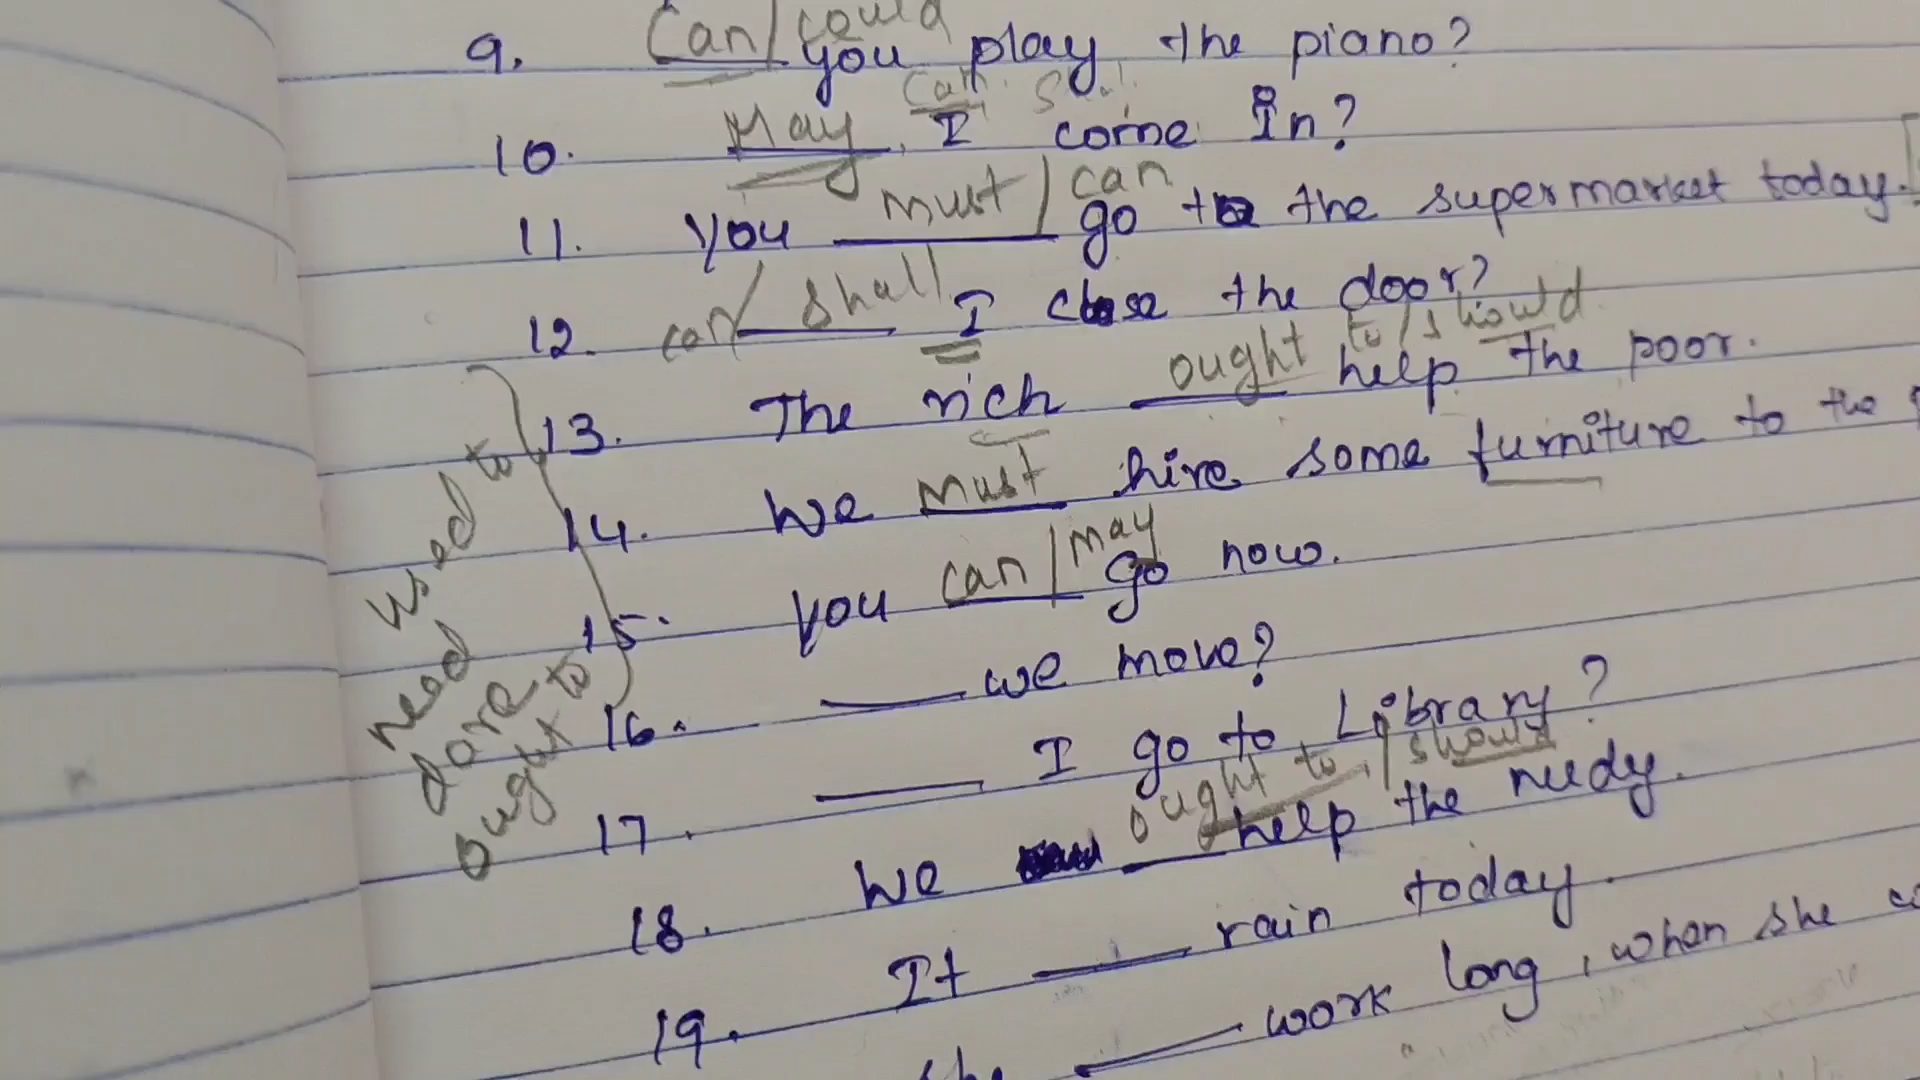 9. Can/could you play the piano?
10. May I come In?
can
11. You must/can go to the supermarket today.
12. can/shall I close the door?
13. The rich ought to/should help the poor.
14. We must hire some furniture to the
15. You can/may go now.
16. ___ we move?
17. ___ I go to Library?
18. We ought to/should help the needy.
19. It ___ rain today.
she ___ work long, when she
used to
need
dare
ought to